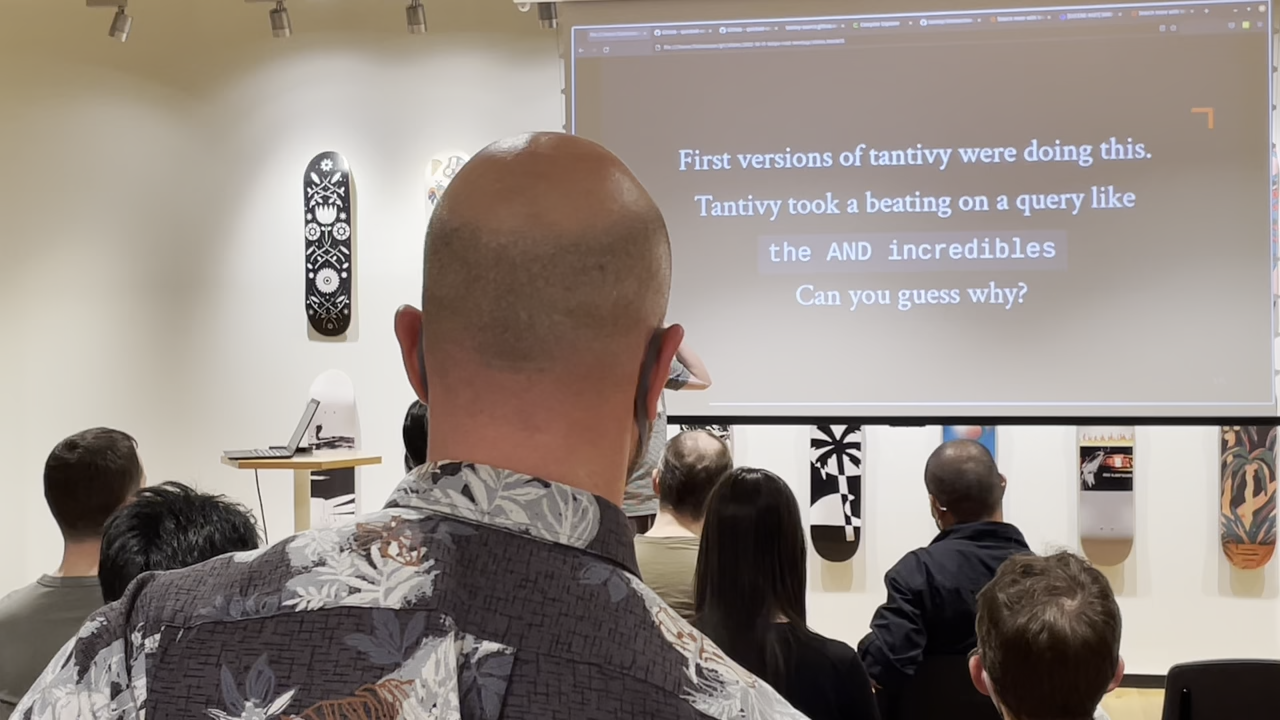 First versions of tantivy were doing this.
Tantivy took a beating on a query like
the AND incredibles
Can you guess why?